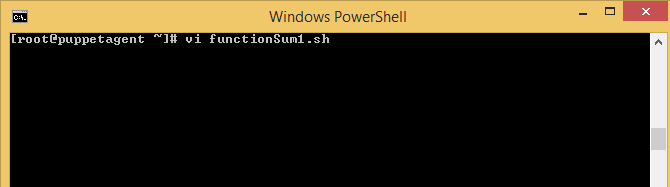 Windows PowerShell
[root@puppetagent ~]# vi functionSum1.sh